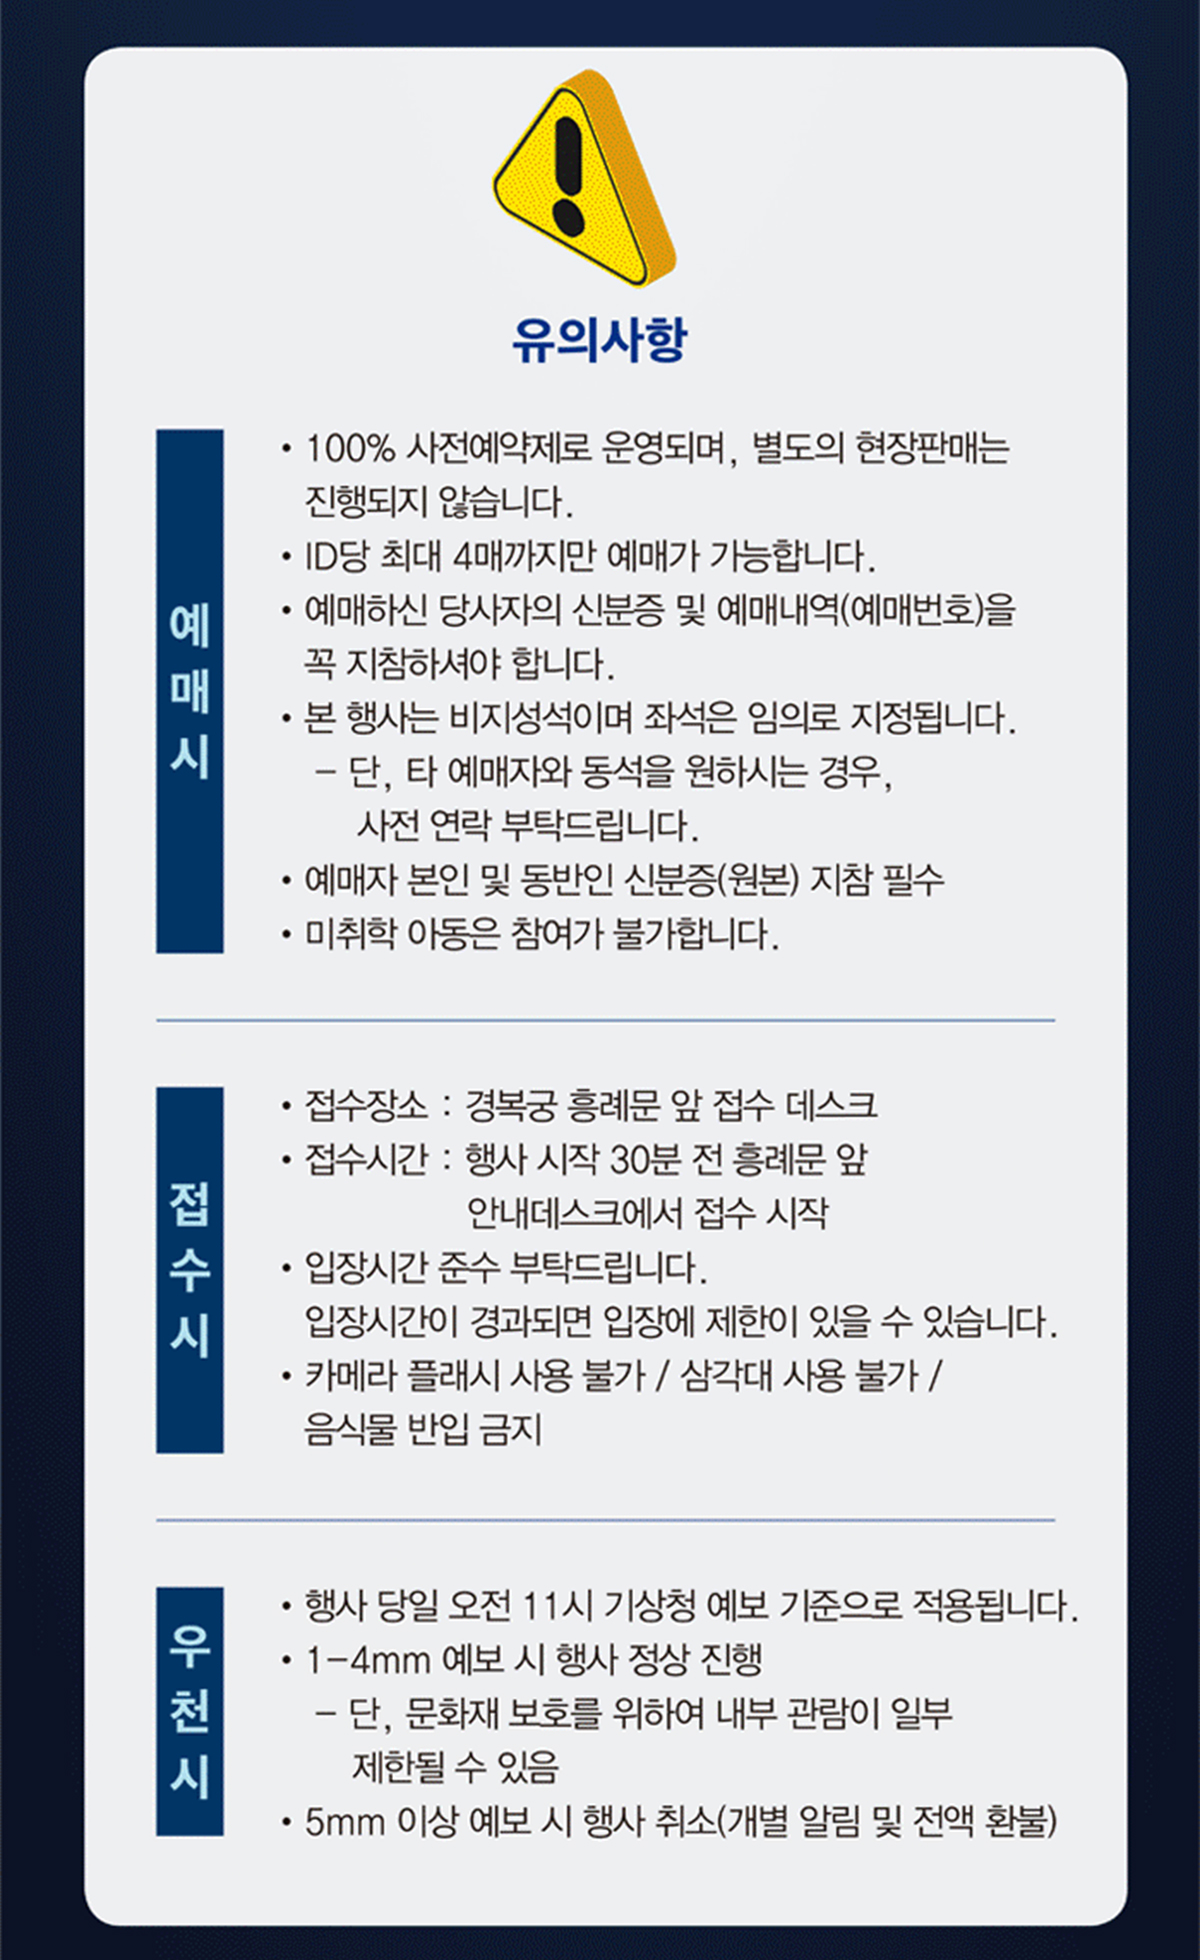 유의사항
예매시
• 100% 사전예약제로 운영되며, 별도의 현장판매는
진행되지 않습니다.
• ID당 최대 4매까지만 예매가 가능합니다.
• 예매하신 당사자의 신분증 및 예매내역(예매번호)을
꼭 지참하셔야 합니다.
• 본 행사는 비지성석이며 좌석은 임의로 지정됩니다.
– 단, 타 예매자와 동석을 원하시는 경우,
사전 연락 부탁드립니다.
• 예매자 본인 및 동반인 신분증(원본) 지참 필수
• 미취학 아동은 참여가 불가합니다.
접수시
• 접수장소 : 경복궁 흥례문 앞 접수 데스크
• 접수시간 : 행사 시작 30분 전 흥례문 앞
안내데스크에서 접수 시작
• 입장시간 준수 부탁드립니다.
입장시간이 경과되면 입장에 제한이 있을 수 있습니다.
• 카메라 플래시 사용 불가 / 삼각대 사용 불가 /
음식물 반입 금지
우천시
• 행사 당일 오전 11시 기상청 예보 기준으로 적용됩니다.
• 1–4mm 예보 시 행사 정상 진행
– 단, 문화재 보호를 위하여 내부 관람이 일부
제한될 수 있음
• 5mm 이상 예보 시 행사 취소(개별 알림 및 전액 환불)